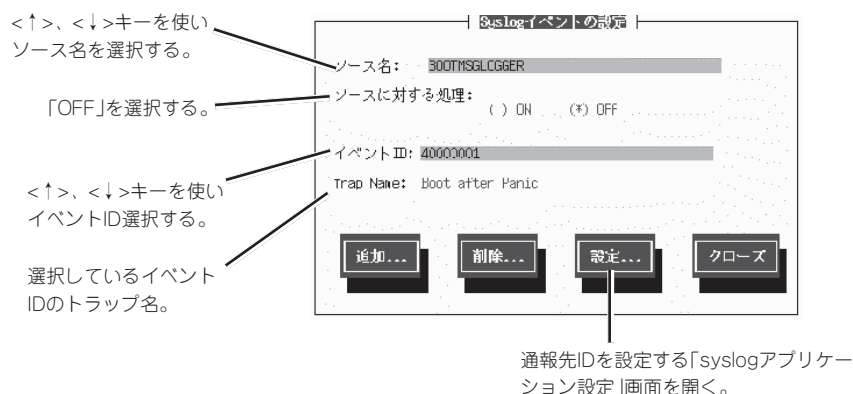 <↑>、<↓>キーを使い
ソース名を選択する。
「OFF」を選択する。
<↑>、<↓>キーを使い
イベントID選択する。
選択しているイベント
IDのトラップ名。
Syslogイベントの設定
ソース名: BOOTMSGLOGGER
ソースに対する処理:
( ) ON (*) OFF
イベントID: 40000001
Trap Name: Boot after Panic
追加... 削除... 設定... クローズ
通報先IDを設定する「syslogアプリケー
ション設定」画面を開く。